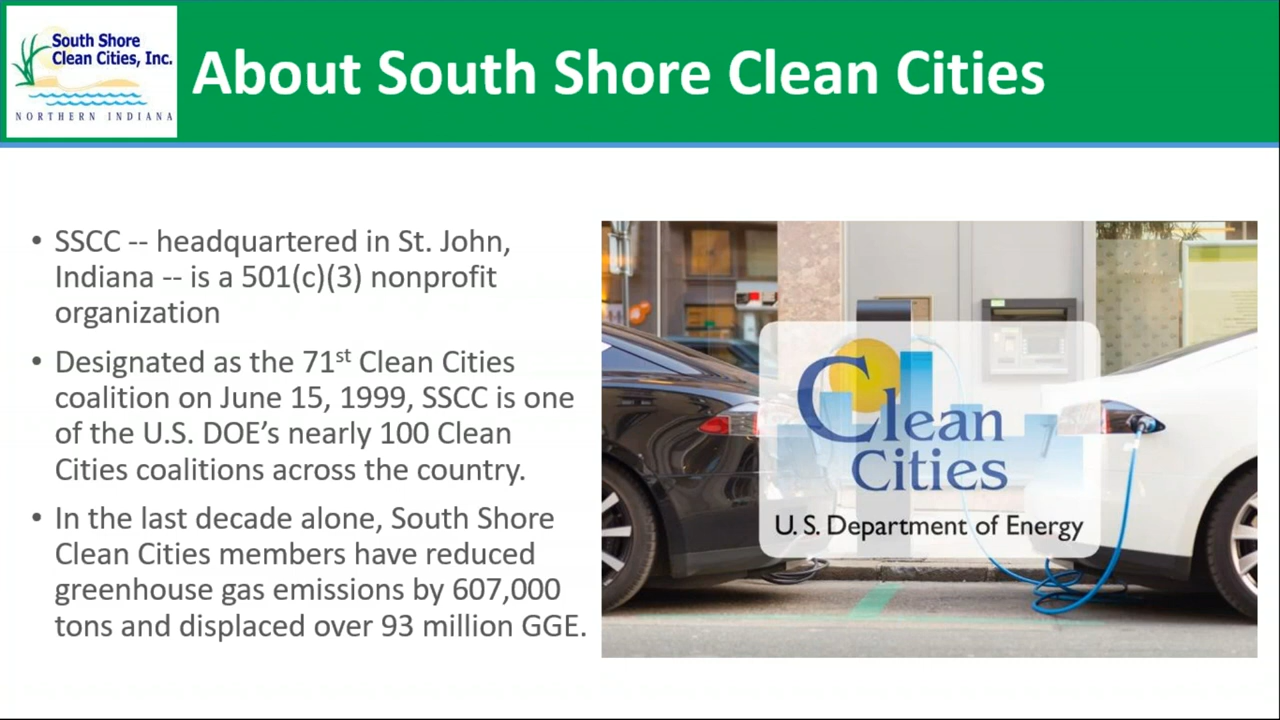 South Shore
Clean Cities, Inc.
NORTHERN INDIANA
About South Shore Clean Cities
• SSCC -- headquartered in St. John,
Indiana -- is a 501(c)(3) nonprofit
organization
• Designated as the 71st Clean Cities
coalition on June 15, 1999, SSCC is one
of the U.S. DOE’s nearly 100 Clean
Cities coalitions across the country.
• In the last decade alone, South Shore
Clean Cities members have reduced
greenhouse gas emissions by 607,000
tons and displaced over 93 million GGE.
Clean
Cities
U. S. Department of Energy